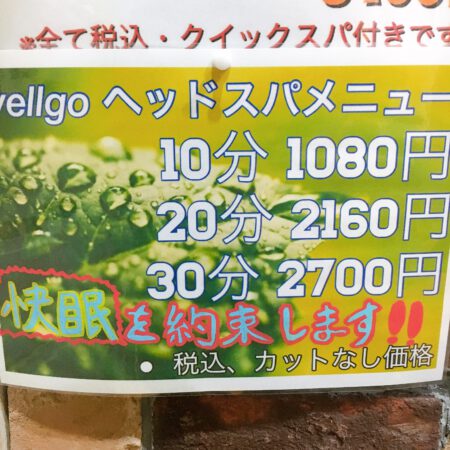 *全て税込・クイックスパ付きです
vellgo ヘッドスパメニュー
10分 1080円
20分 2160円
30分 2700円
快眠を約束します!!
● 税込、カットなし価格